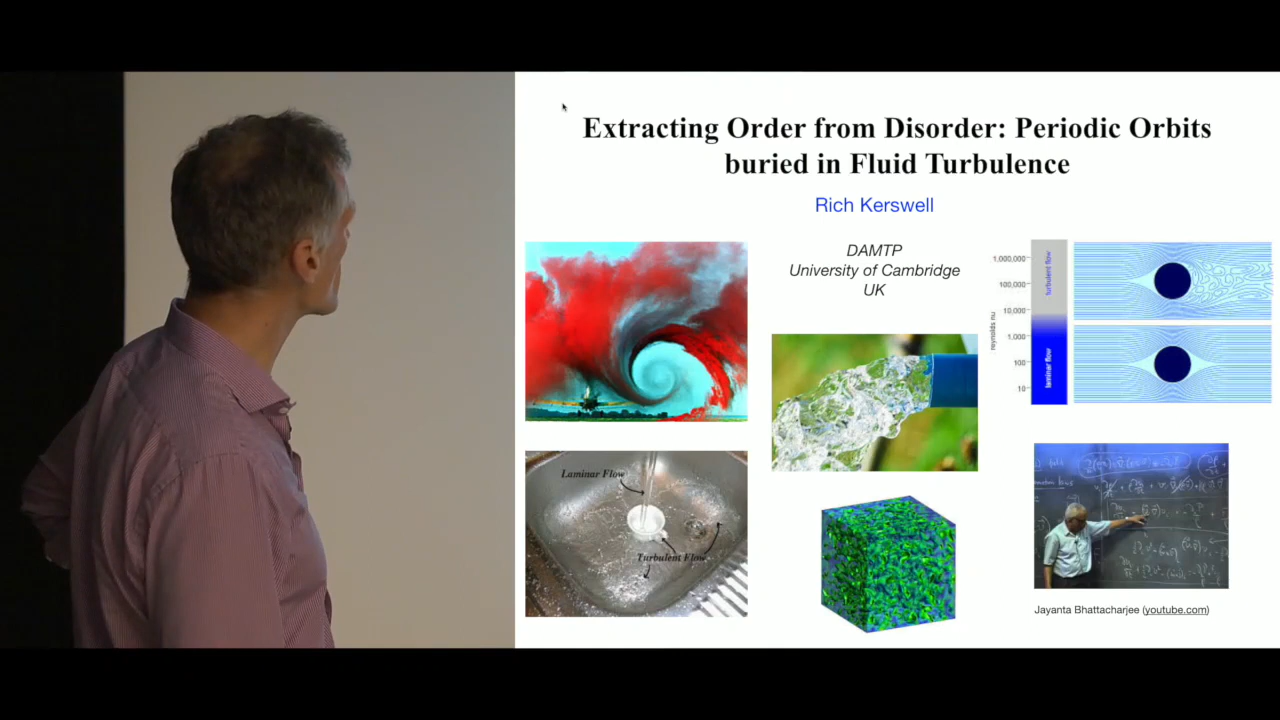 Extracting Order from Disorder: Periodic Orbits
buried in Fluid Turbulence
Rich Kerswell
DAMTP
University of Cambridge
UK
1,000,000
100,000
10,000
1,000
100
10
reynolds nu
turbulent flow
laminar flow
Laminar Flow
Turbulent Flow
Jayanta Bhattacharjee (youtube.com)